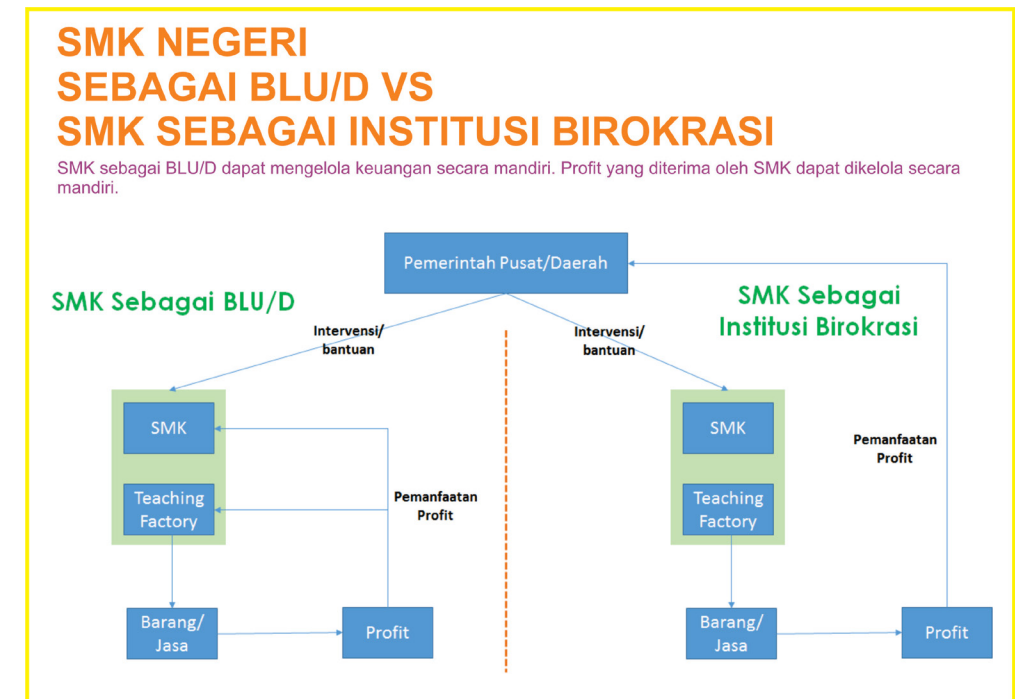 SMK NEGERI
SEBAGAI BLU/D VS
SMK SEBAGAI INSTITUSI BIROKRASI
SMK sebagai BLU/D dapat mengelola keuangan secara mandiri. Profit yang diterima oleh SMK dapat dikelola secara
mandiri.
Pemerintah Pusat/Daerah
SMK Sebagai BLU/D
Intervensi/
bantuan
SMK
Teaching
Factory
Pemanfaatan
Profit
Barang/
Jasa
Profit
SMK Sebagai
Institusi Birokrasi
Intervensi/
bantuan
SMK
Teaching
Factory
Pemanfaatan
Profit
Barang/
Jasa
Profit